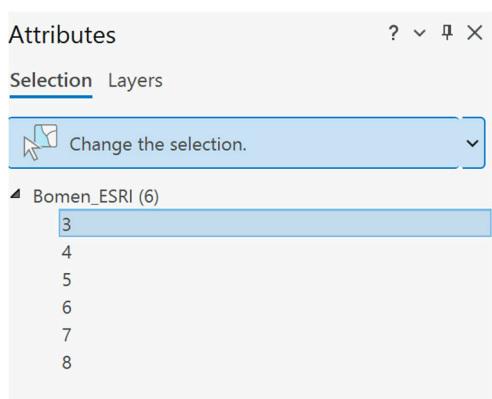 Attributes ?
Selection Layers
Change the selection.
Bomen_ESRI (6)
3
4
5
6
7
8